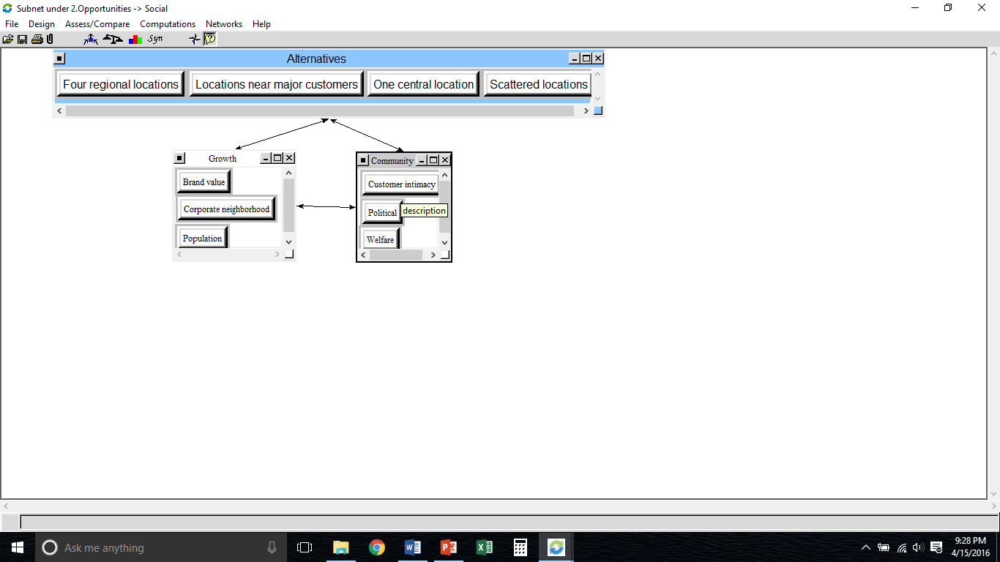 Subnet under 2.Opportunities -> Social
File Design Assess/Compare Computations Networks Help
Syn
Alternatives
Four regional locations Locations near major customers One central location Scattered locations
Growth
Brand value
Corporate neighborhood
Population
Community
Customer intimacy
Political
description
Welfare
Ask me anything
9:28 PM
4/15/2016